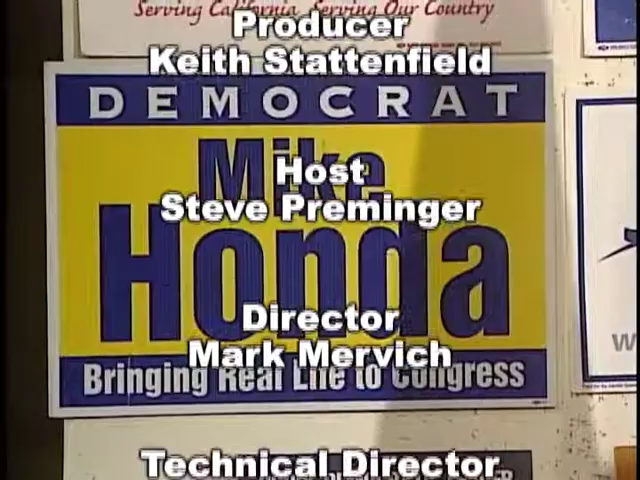 Serving California, Serving Our Country
Producer
Keith Stattenfield
DEMOCRAT
Mike
Host
Steve Preminger
Honda
Director
Mark Mervich
Bringing Real Life to Congress
Technical Director